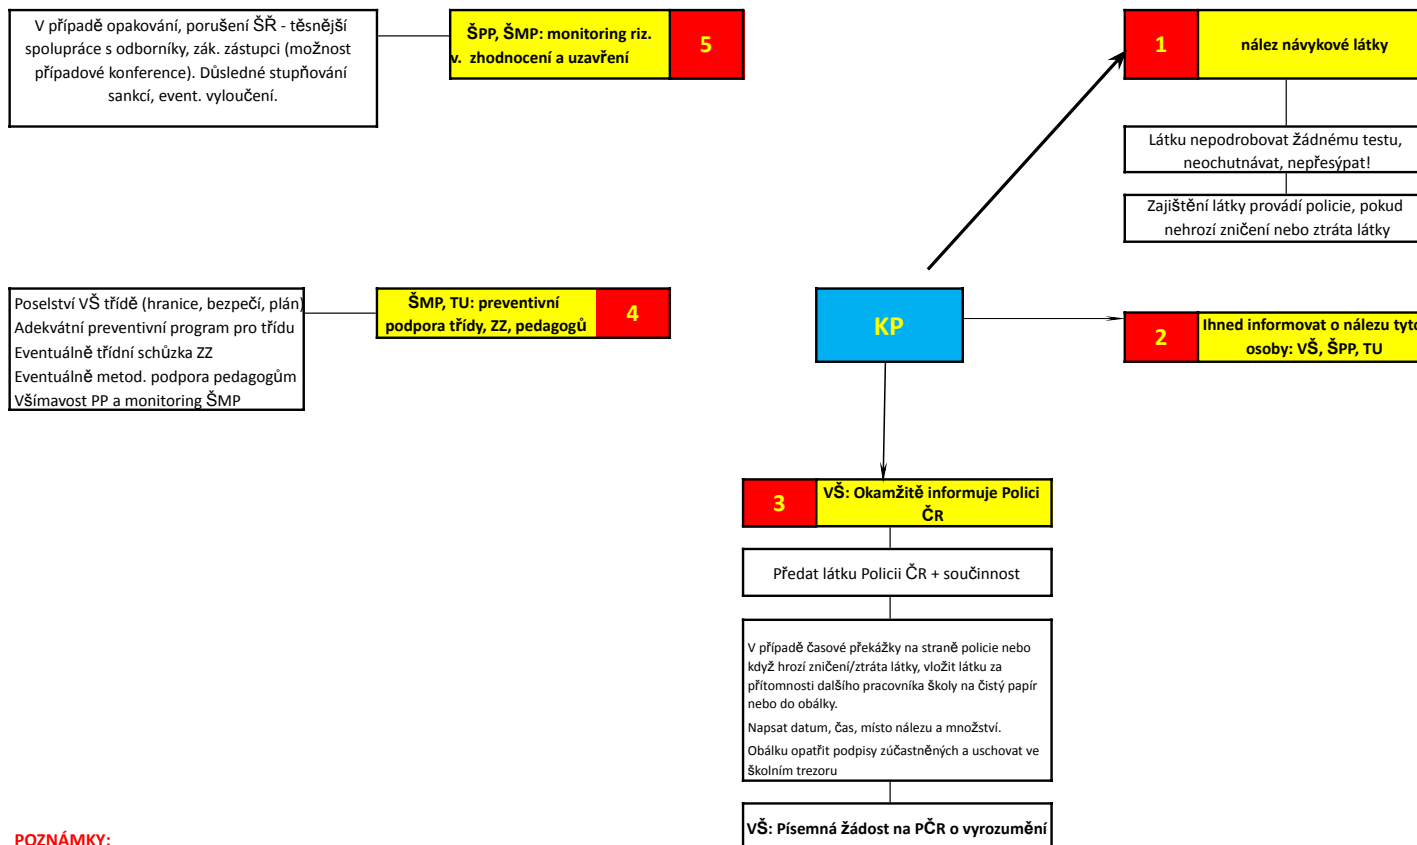 V případě opakování, porušení ŠŘ - těsnější
spolupráce s odborníky, zák. zástupci (možnost
případové konference). Důsledné stupňování
sankcí, event. vyloučení.
ŠPP, ŠMP: monitoring riz.
v. zhodnocení a uzavření
5
1
nález návykové látky
Látku nepodrobovat žádnému testu,
neochutnávat, nepřesýpat!
Zajištění látky provádí policie, pokud
nehrozí zničení nebo ztráta látky
Poselství VŠ třídě (hranice, bezpečí, plán)
Adekvátní preventivní program pro třídu
Eventuálně třídní schůzka ZZ
Eventuálně metod. podpora pedagogům
Všímavost PP a monitoring ŠMP
ŠMP, TU: preventivní
podpora třídy, ZZ, pedagogů
4
KP
2
Ihned informovat o nálezu tyto
osoby: VŠ, ŠPP, TU
3
VŠ: Okamžitě informuje Polici
ČR
Předat látku Policii ČR + součinnost
V případě časové překážky na straně policie nebo
když hrozí zničení/ztráta látky, vložit látku za
přítomnosti dalšího pracovníka školy na čistý papír
nebo do obálky.
Napsat datum, čas, místo nálezu a množství.
Obálku opatřit podpisy zúčastněných a uschovat ve
školním trezoru
VŠ: Písemná žádost na PČR o vyrozumění
POZNÁMKY: